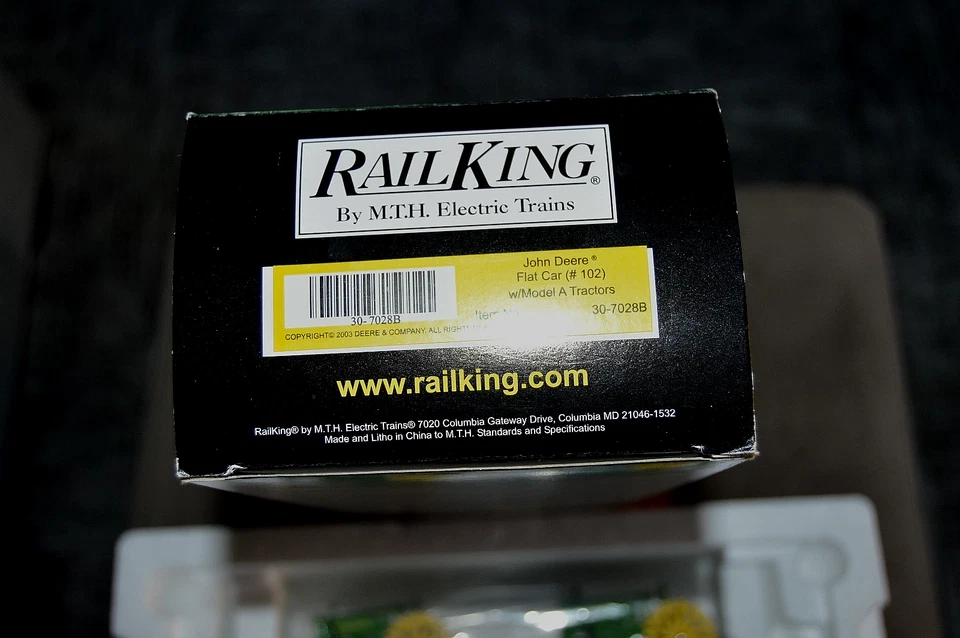 RAILKING®
By M.T.H. Electric Trains
John Deere®
Flat Car (# 102)
w/Model A Tractors
30-7028B
30-7028B
COPYRIGHT© 2003 DEERE & COMPANY. ALL
www.railking.com
RailKing® by M.T.H. Electric Trains® 7020 Columbia Gateway Drive, Columbia MD 21046-1532
Made and Litho in China to M.T.H. Standards and Specifications